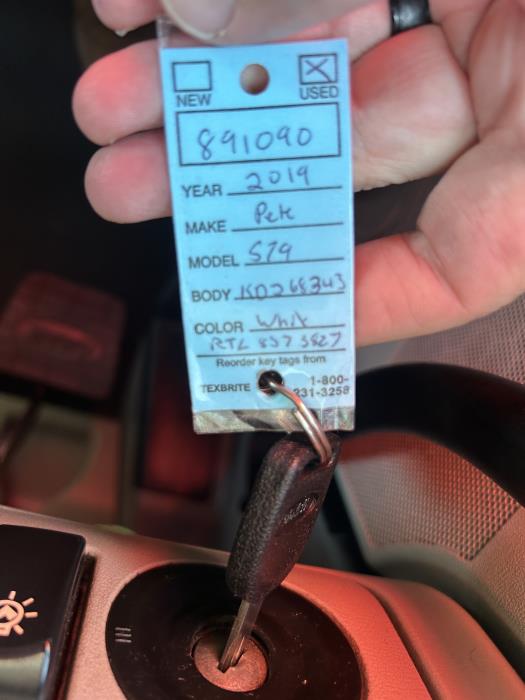 NEW USED
891090
YEAR 2019
MAKE Pete
MODEL 579
BODY KD268343
COLOR White
RTL 837 3827
Reorder key tags from
TEXBRITE 1-800-
231-3258